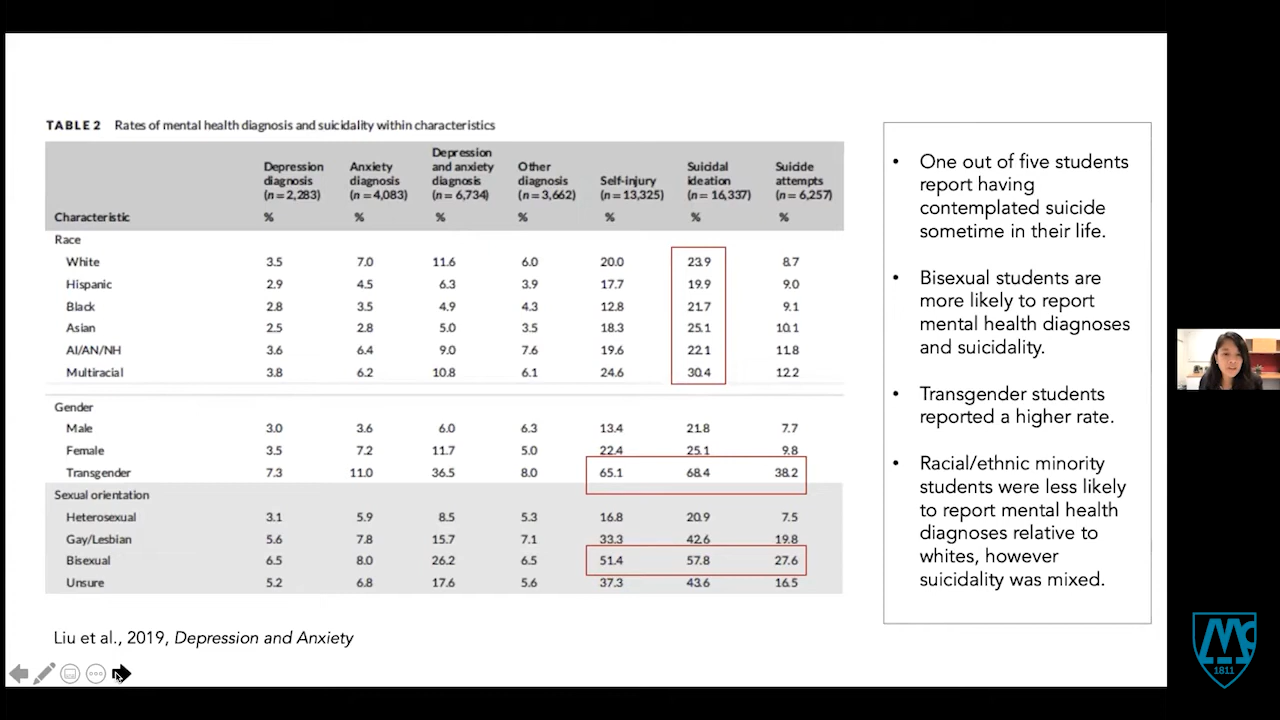 TABLE 2 Rates of mental health diagnosis and suicidality within characteristics
Characteristic Depression diagnosis (n = 2,283) % Anxiety diagnosis (n = 4,083) % Depression and anxiety diagnosis (n = 6,734) % Other diagnosis (n = 3,662) % Self-injury (n = 13,325) % Suicidal ideation (n = 16,337) % Suicide attempts (n = 6,257) %
Race
White 3.5 7.0 11.6 6.0 20.0 23.9 8.7
Hispanic 2.9 4.5 6.3 3.9 17.7 19.9 9.0
Black 2.8 3.5 4.9 4.3 12.8 21.7 9.1
Asian 2.5 2.8 5.0 3.5 18.3 25.1 10.1
AI/AN/NH 3.6 6.4 9.0 7.6 19.6 22.1 11.8
Multiracial 3.8 6.2 10.8 6.1 24.6 30.4 12.2
Gender
Male 3.0 3.6 6.0 6.3 13.4 21.8 7.7
Female 3.5 7.2 11.7 5.0 22.4 25.1 9.8
Transgender 7.3 11.0 36.5 8.0 65.1 68.4 38.2
Sexual orientation
Heterosexual 3.1 5.9 8.5 5.3 16.8 20.9 7.5
Gay/Lesbian 5.6 7.8 15.7 7.1 33.3 42.6 19.8
Bisexual 6.5 8.0 26.2 6.5 51.4 57.8 27.6
Unsure 5.2 6.8 17.6 5.6 37.3 43.6 16.5
Liu et al., 2019, Depression and Anxiety
• One out of five students
report having
contemplated suicide
sometime in their life.
• Bisexual students are
more likely to report
mental health diagnoses
and suicidality.
• Transgender students
reported a higher rate.
• Racial/ethnic minority
students were less likely
to report mental health
diagnoses relative to
whites, however
suicidality was mixed.
1811